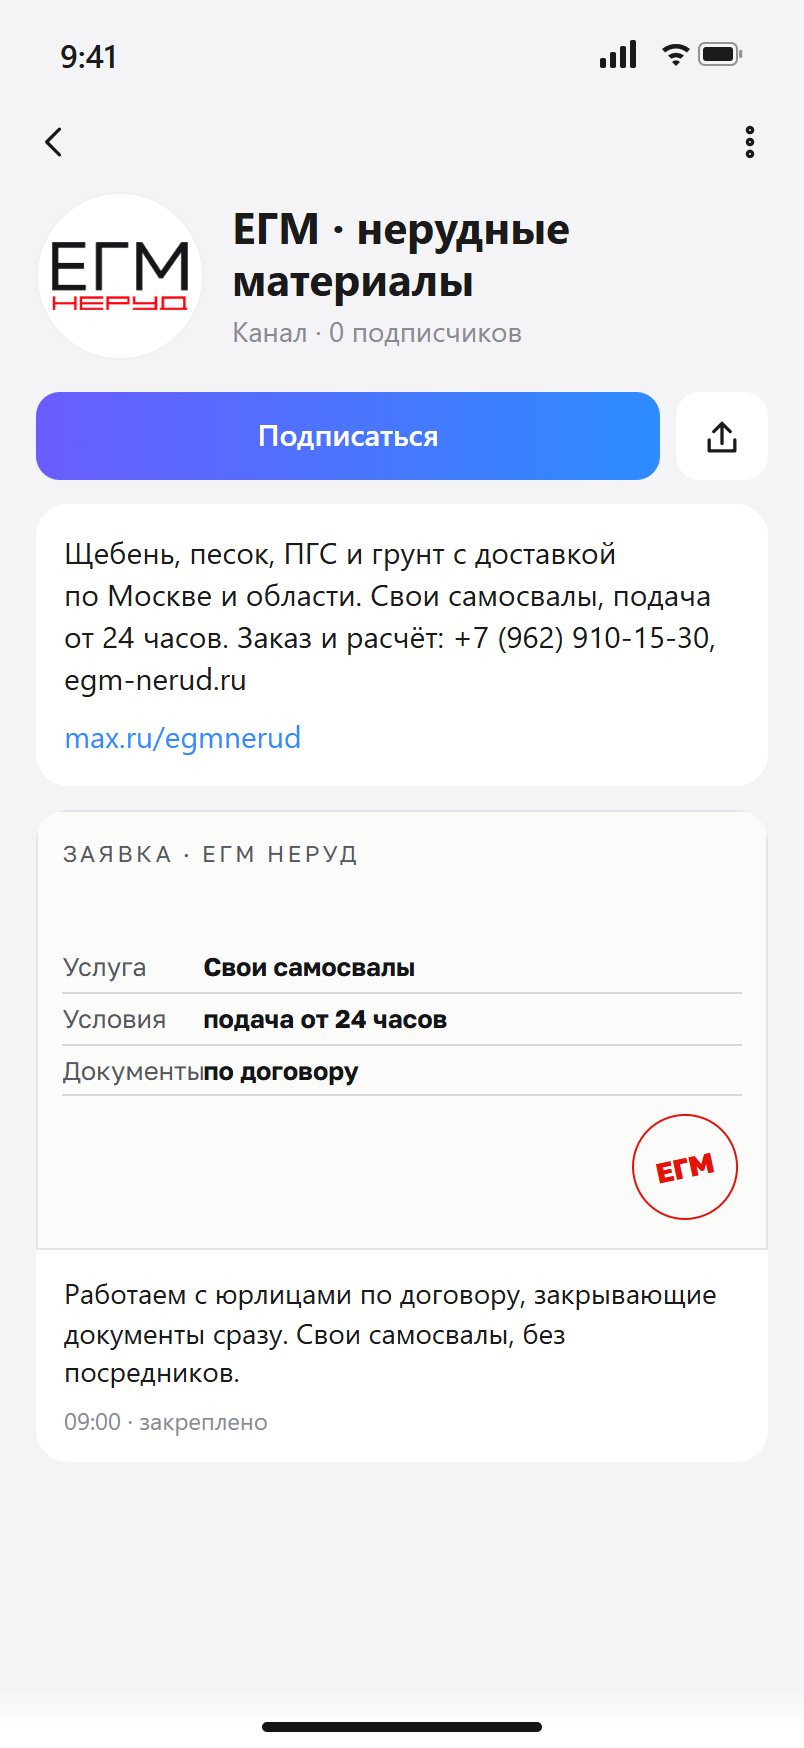 9:41
ЕГМ
НЕРУД
ЕГМ · нерудные
материалы
Канал · 0 подписчиков
Подписаться
Щебень, песок, ПГС и грунт с доставкой
по Москве и области. Свои самосвалы, подача
от 24 часов. Заказ и расчёт: +7 (962) 910-15-30,
egm-nerud.ru
max.ru/egmnerud
ЗАЯВКА · ЕГМ НЕРУД
Услуга Свои самосвалы
Условия подача от 24 часов
Документы по договору
ЕГМ
Работаем с юрлицами по договору, закрывающие
документы сразу. Свои самосвалы, без
посредников.
09:00 · закреплено